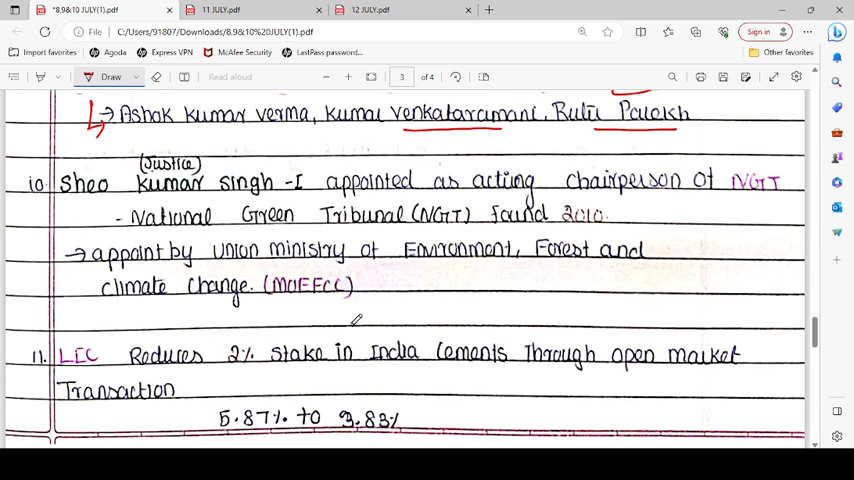 *8,9&10 JULY(1).pdf
11 JULY.pdf
12 JULY.pdf
File
C:/Users/91807/Downloads/8,9&10%20JULY(1).pdf
Sign in
Import favorites
Agoda
Express VPN
McAfee Security
LastPass password...
Other favorites
Draw
Read aloud
3 of 4
→ Ashok kumar verma, kumar venkataramani, Rutu Parekh
(Justice)
10. Sheo kumar singh -I appointed as acting chairperson of NGT
- National Green Tribunal (NGT) found 2010.
→ appoint by union ministry of Environment, Forest and
climate change. (MOEFCC)
11. LIC Reduces 2% stake in India cements through open market
Transaction
5.87% to 3.83%